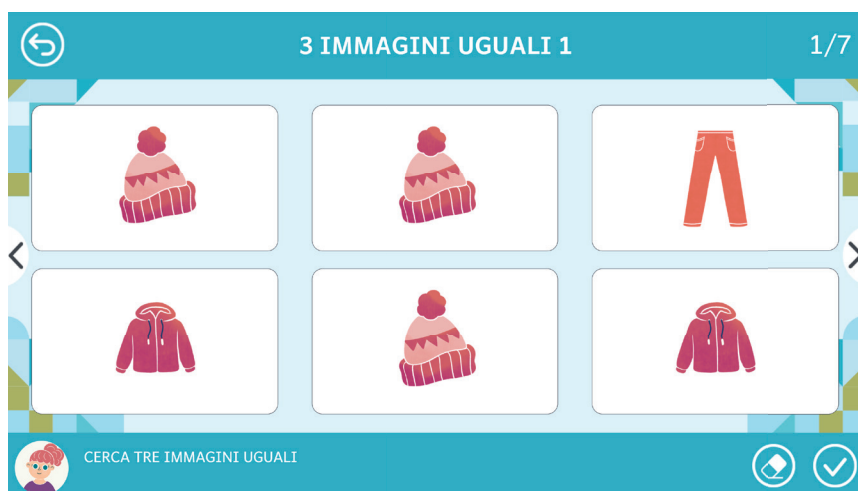 3 IMMAGINI UGUALI 1
1/7
CERCA TRE IMMAGINI UGUALI